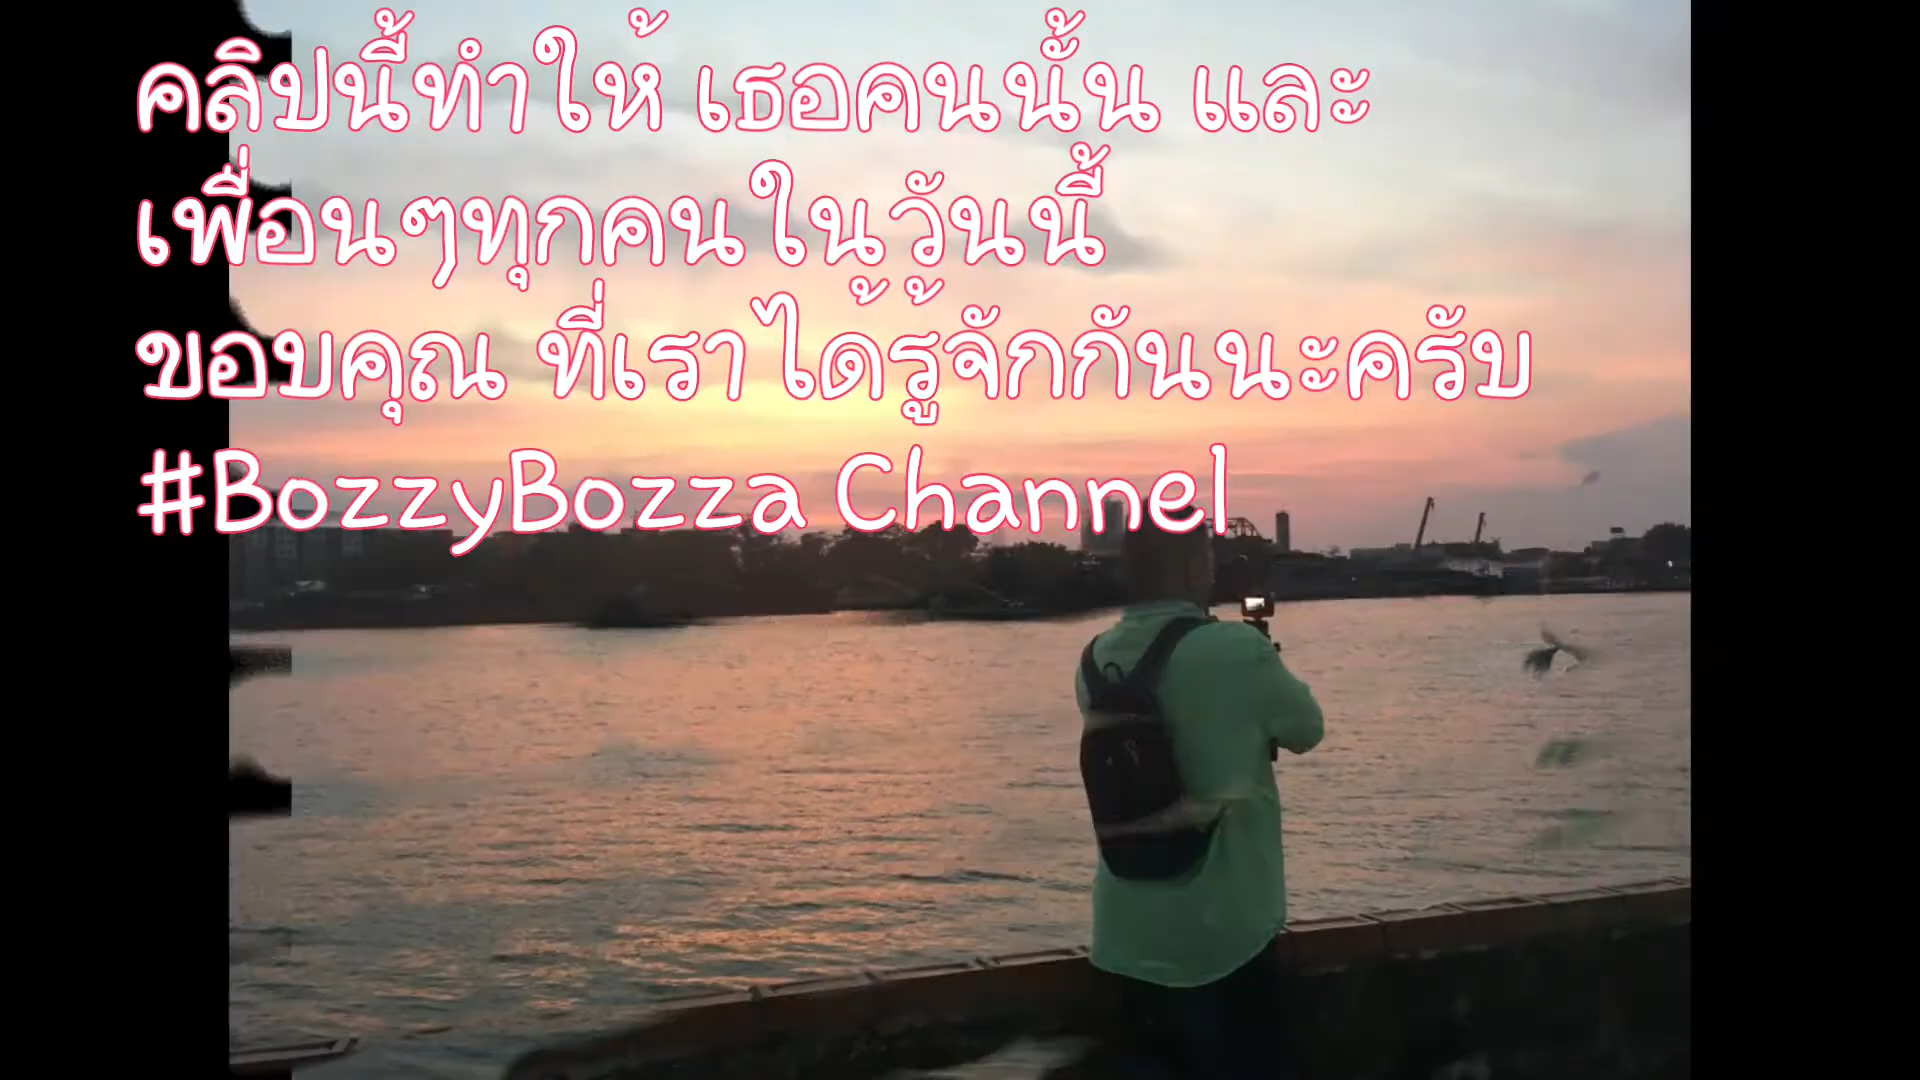 คลิปนี้ทำให้ เธอคนนั้น และ
เพื่อนๆทุกคนในวันนี้
ขอบคุณ ที่เราได้รู้จักกันนะครับ
#BozzyBozza Channel